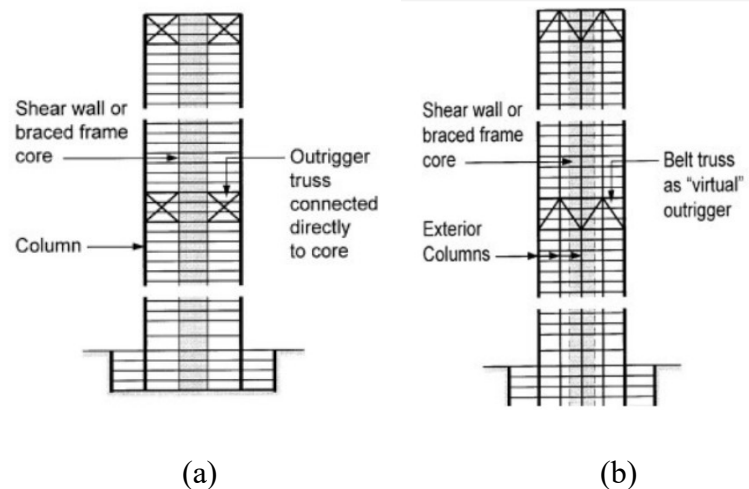 Shear wall or
braced frame
core
Outrigger
truss
connected
directly
to core
Column
(a)
Shear wall or
braced frame
core
Belt truss
as "virtual"
outrigger
Exterior
Columns
(b)